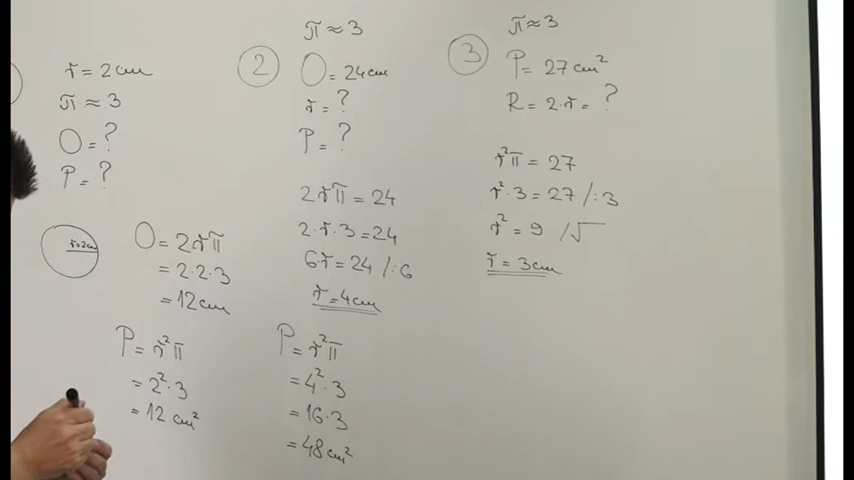 r = 2cm
π ≈ 3
O = ?
P = ?
r=2cm
O = 2rπ
= 2·2·3
= 12cm
P = r²π
= 2²·3
= 12 cm²
2
π ≈ 3
O = 24cm
r = ?
P = ?
2rπ = 24
2·r·3 = 24
6r = 24 /:6
r = 4cm
P = r²π
= 4²·3
= 16·3
= 48cm²
3
π ≈ 3
P = 27cm²
R = 2·r = ?
r²π = 27
r²·3 = 27 /:3
r² = 9 /√
r = 3cm